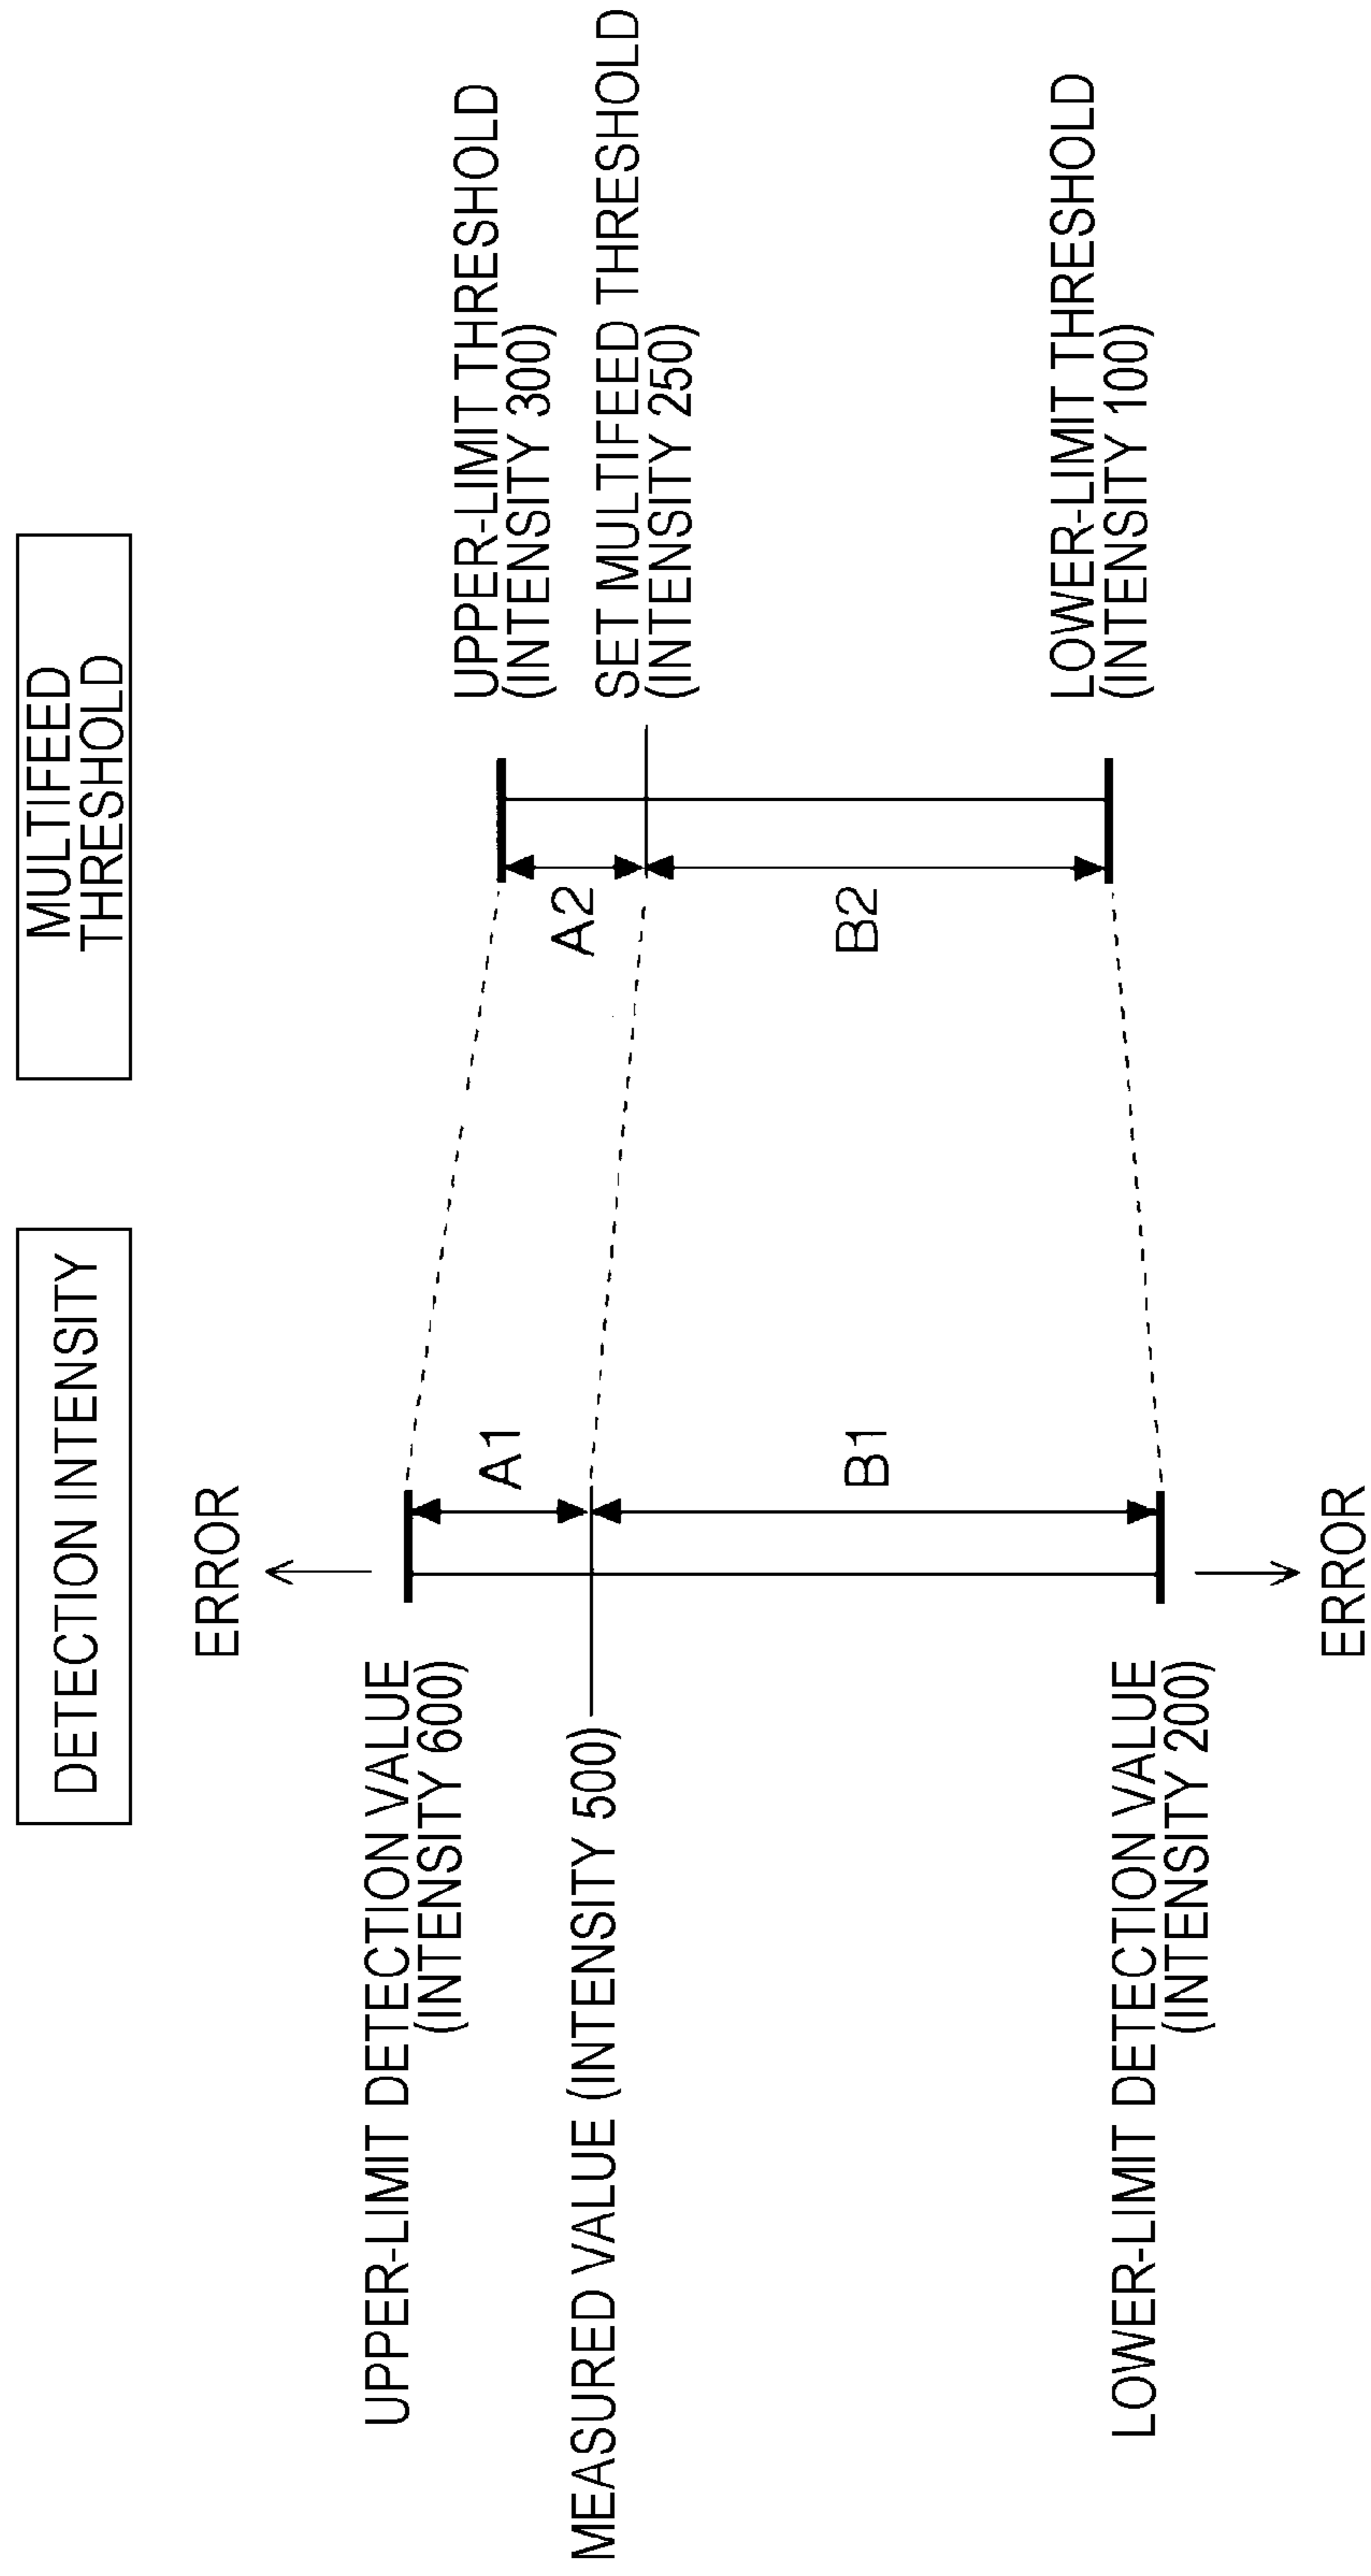 DETECTION INTENSITY
MULTIFEED
THRESHOLD
ERROR
UPPER-LIMIT DETECTION VALUE
(INTENSITY 600)
A1
MEASURED VALUE (INTENSITY 500)
B1
LOWER-LIMIT DETECTION VALUE
(INTENSITY 200)
ERROR
UPPER-LIMIT THRESHOLD
(INTENSITY 300)
A2
SET MULTIFEED THRESHOLD
(INTENSITY 250)
B2
LOWER-LIMIT THRESHOLD
(INTENSITY 100)